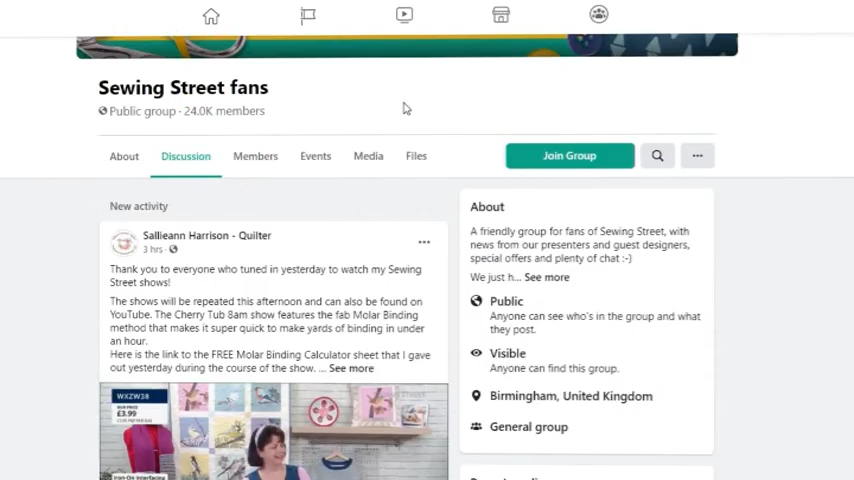 Sewing Street fans
Public group · 24.0K members
About
Discussion
Members
Events
Media
Files
Join Group
New activity
Sallieann Harrison - Quilter
3 hrs ·
Thank you to everyone who tuned in yesterday to watch my Sewing
Street shows!
The shows will be repeated this afternoon and can also be found on
YouTube. The Cherry Tub 8am show features the fab Molar Binding
method that makes it super quick to make yards of binding in under
an hour.
Here is the link to the FREE Molar Binding Calculator sheet that I gave
out yesterday during the course of the show. ... See more
WXZW38
OUR PRICE
£3.99
Iron-On Interfacing
About
A friendly group for fans of Sewing Street, with
news from our presenters and guest designers,
special offers and plenty of chat :-)
We just h... See more
Public
Anyone can see who's in the group and what
they post.
Visible
Anyone can find this group.
Birmingham, United Kingdom
General group